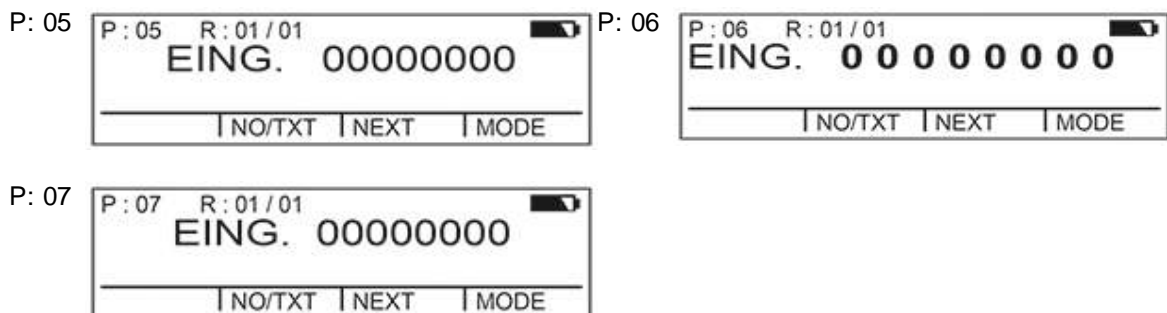 P: 05
P : 05 R : 01 / 01
EING. 00000000
NO/TXT NEXT MODE
P: 06
P : 06 R : 01 / 01
EING. 0 0 0 0 0 0 0 0
NO/TXT NEXT MODE
P: 07
P : 07 R : 01 / 01
EING. 00000000
NO/TXT NEXT MODE